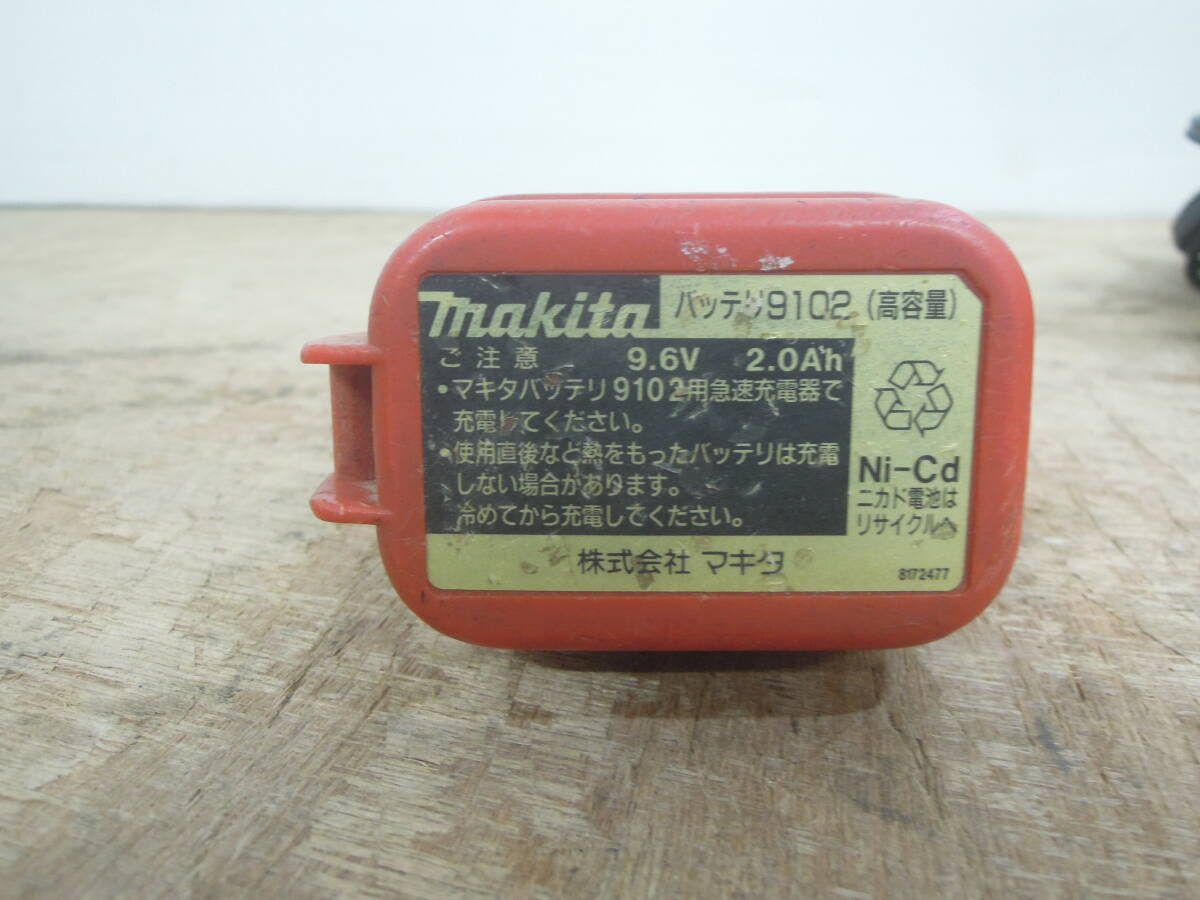 makita
バッテリ9102（高容量）
ご注意 9.6V 2.0Ah
•マキタバッテリ9102用急速充電器で
充電してください。
•使用直後など熱をもったバッテリは充電
しない場合があります。
冷めてから充電してください。
Ni-Cd
ニカド電池は
リサイクルへ
株式会社 マキタ
8172477